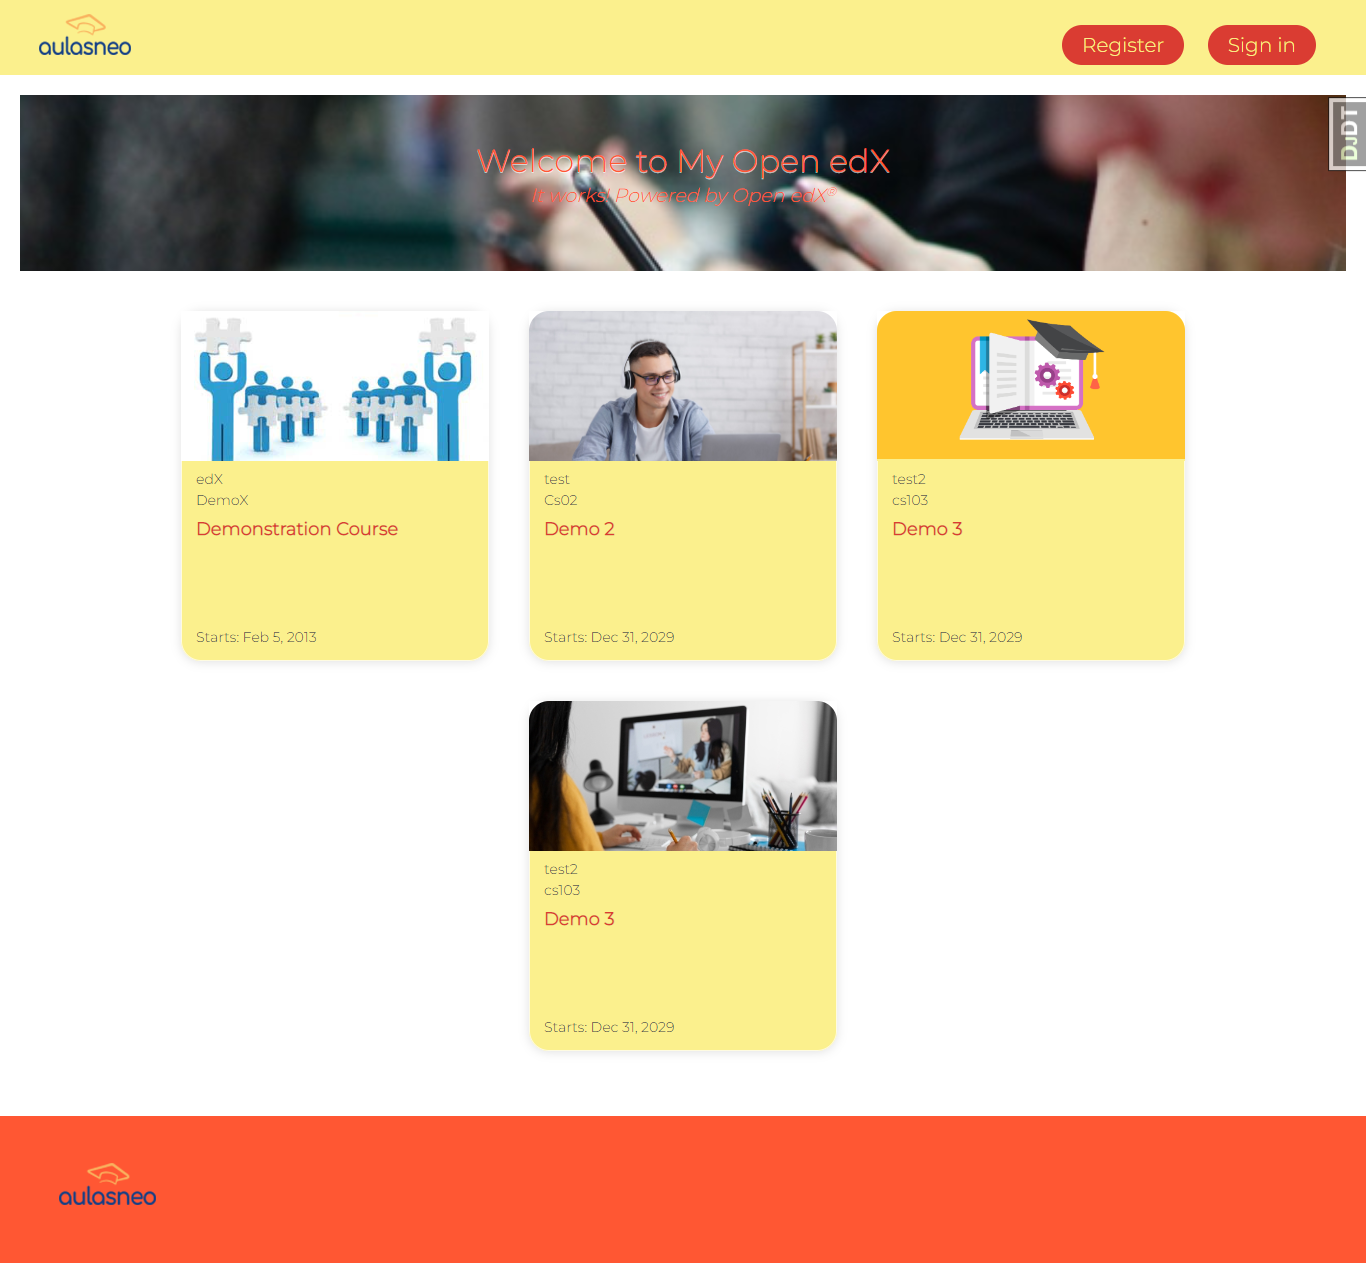 aulasneo
Register
Sign in
DJDT
Welcome to My Open edX
It works! Powered by Open edX®
edX
DemoX
Demonstration Course
Starts: Feb 5, 2013
test
Cs02
Demo 2
Starts: Dec 31, 2029
test2
cs103
Demo 3
Starts: Dec 31, 2029
test2
cs103
Demo 3
Starts: Dec 31, 2029
aulasneo